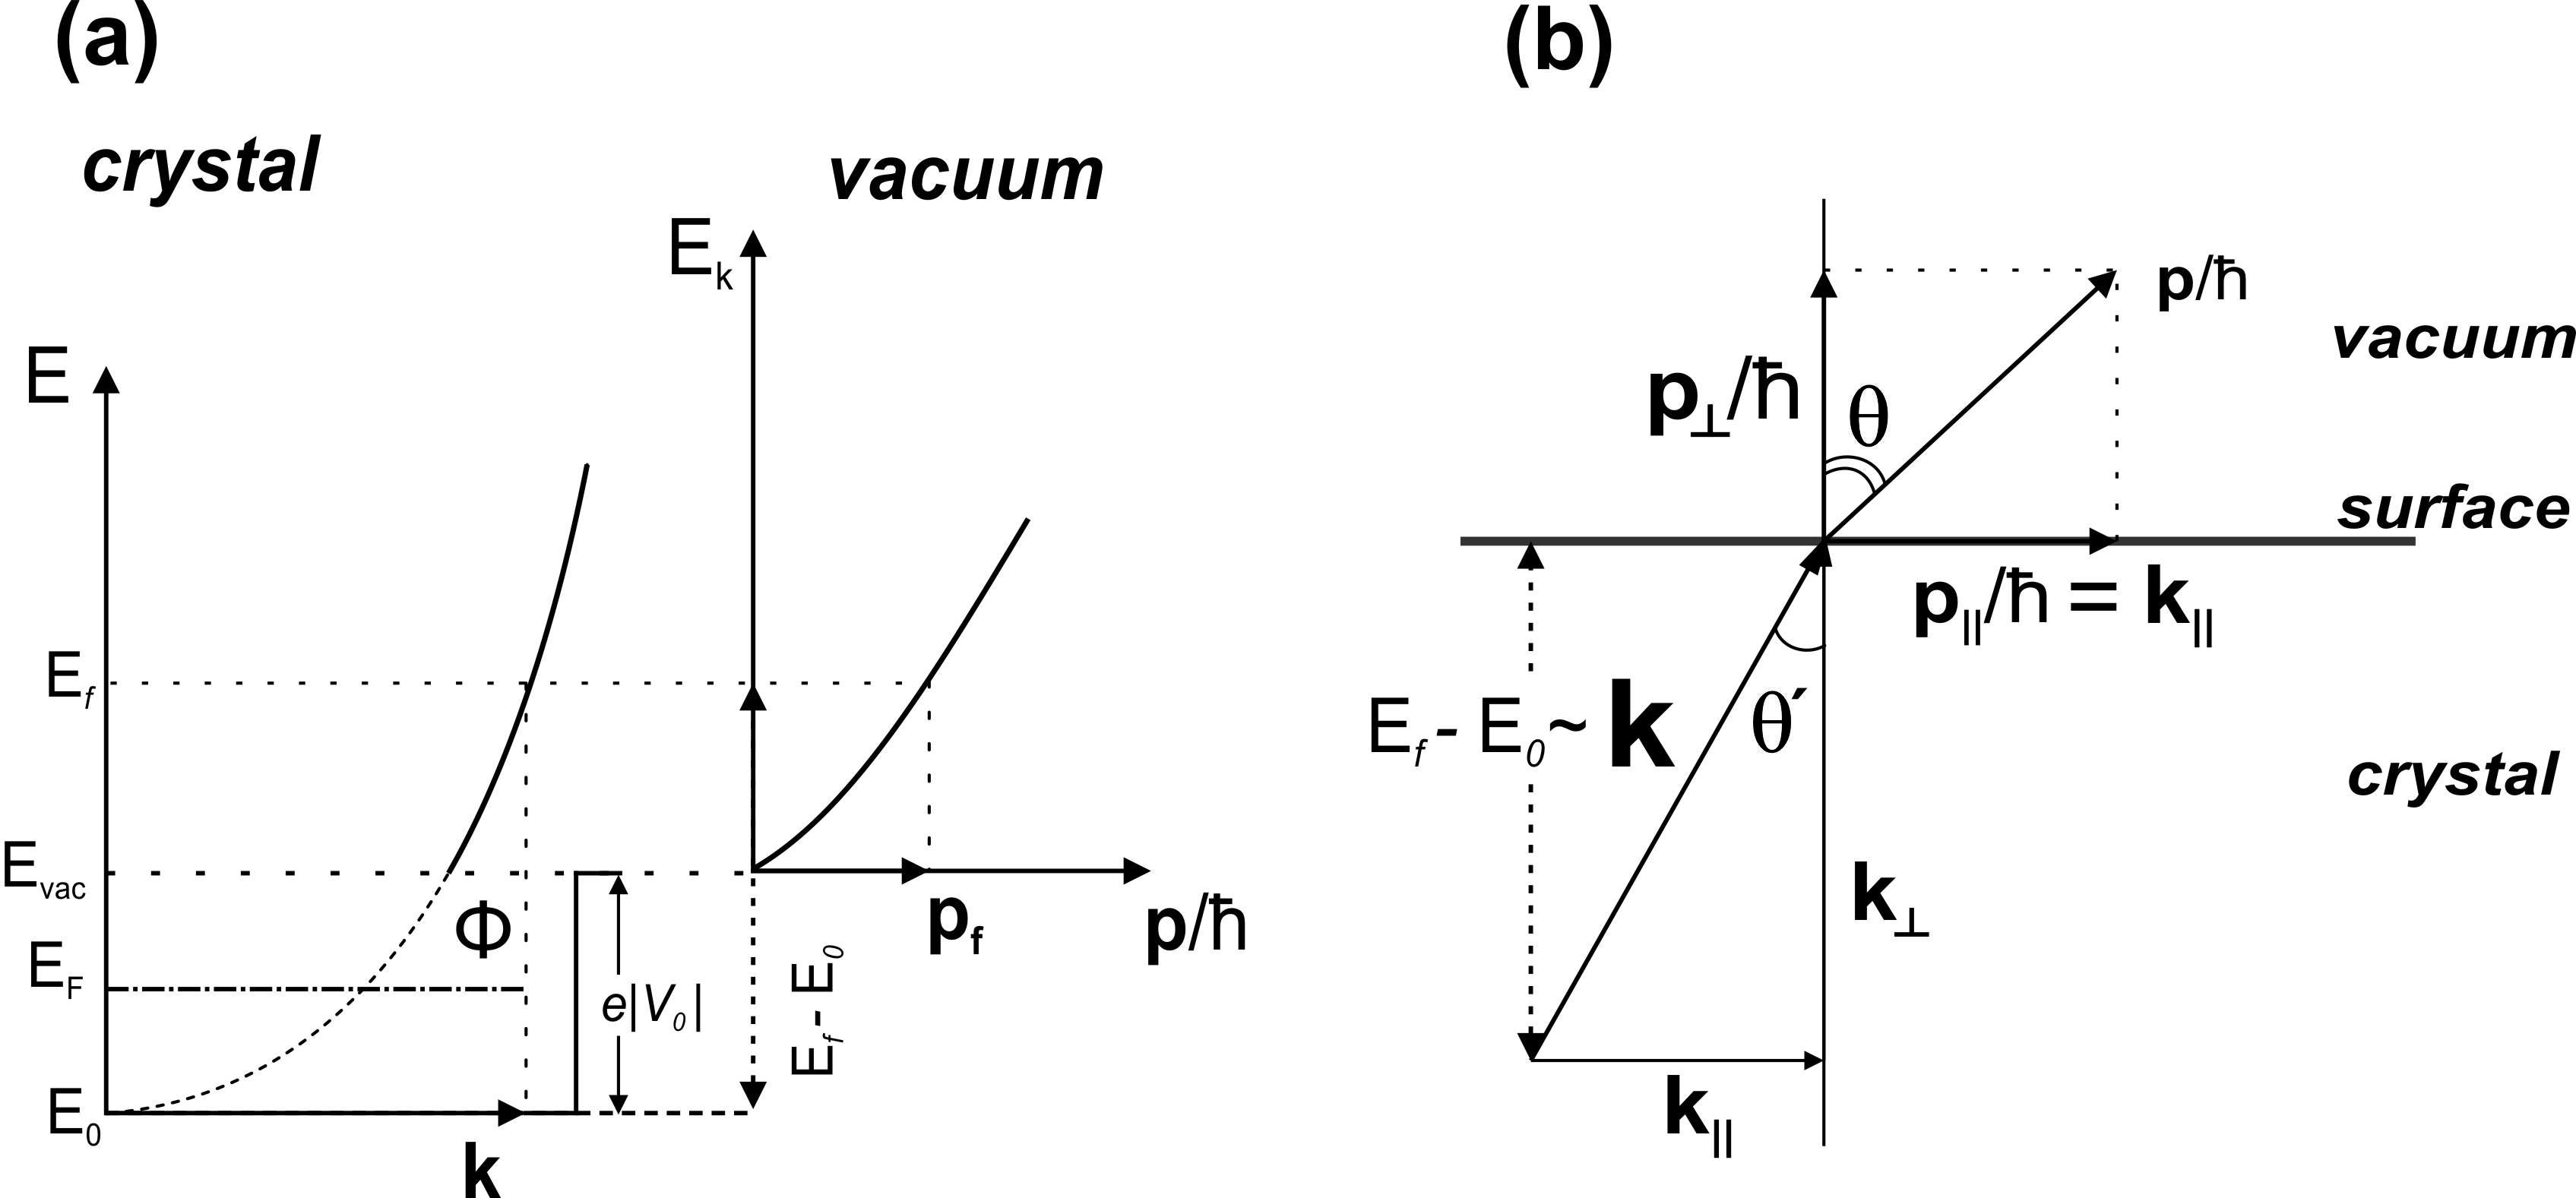 (a)
crystal
vacuum
E
E_k
E_f
E_vac
Φ
E_F
e|V_0|
E_f - E_0
p_f
p/ħ
E_0
k
(b)
p/ħ
vacuum
p_⊥/ħ
θ
surface
p_||/ħ = k_||
E_f - E_0 ~ k
θ′
crystal
k_⊥
k_||